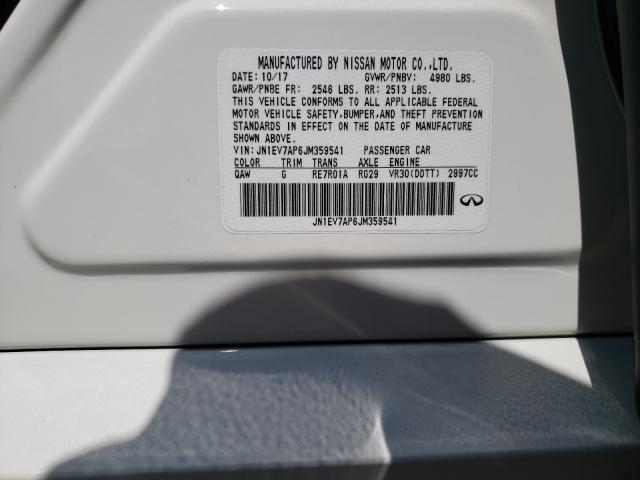 MANUFACTURED BY NISSAN MOTOR CO.,LTD.
DATE: 10/17 GVWR/PNBV: 4980 LBS.
GAWR/PNBE FR: 2546 LBS. RR: 2513 LBS.
THIS VEHICLE CONFORMS TO ALL APPLICABLE FEDERAL
MOTOR VEHICLE SAFETY,BUMPER,AND THEFT PREVENTION
STANDARDS IN EFFECT ON THE DATE OF MANUFACTURE
SHOWN ABOVE.
VIN: JN1EV7AP6JM359541 PASSENGER CAR
COLOR TRIM TRANS AXLE ENGINE
QAW G RE7R01A RG29 VR30(DDTT) 2997CC
JN1EV7AP6JM359541